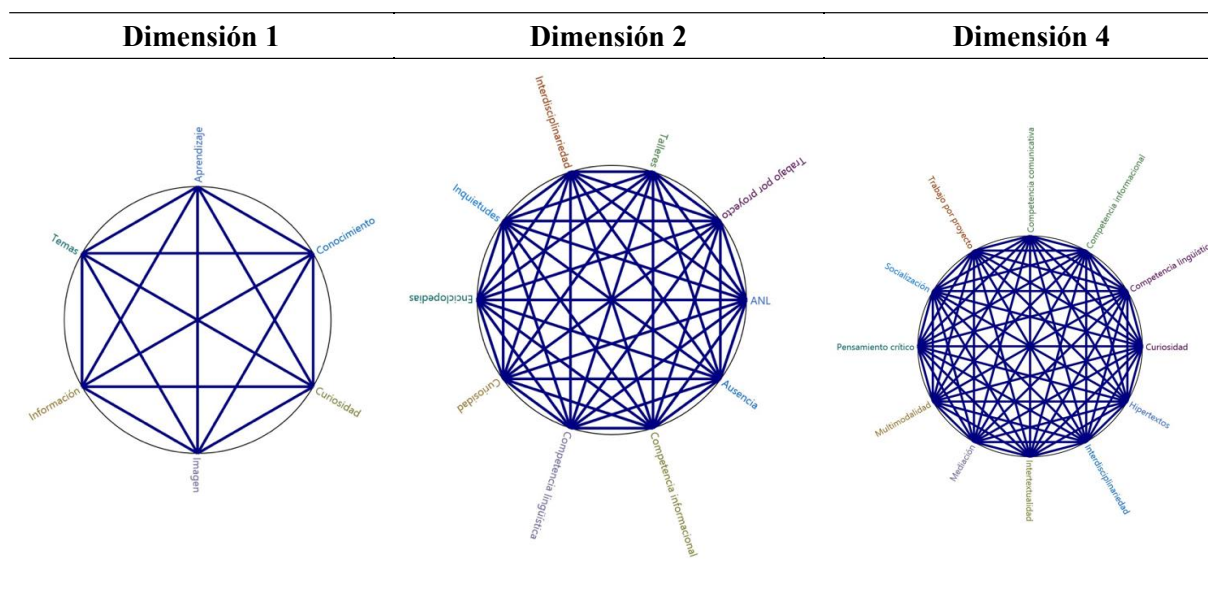 Dimensión 1
Dimensión 2
Dimensión 4
Aprendizaje
Conocimiento
Curiosidad
Imagen
Información
Temas
Interdisciplinariedad
Talleres
Trabajo por proyecto
ANL
Ausencia
Competencia informacional
Competencia lingüística
Curiosidad
Enciclopedias
Inquietudes
Competencia comunicativa
Competencia informacional
Competencia lingüístic
Curiosidad
Hipertextos
Interdisciplinariedad
Intertextualidad
Mediación
Multimodalidad
Pensamiento crítico
Socialización
Trabajo por proyecto